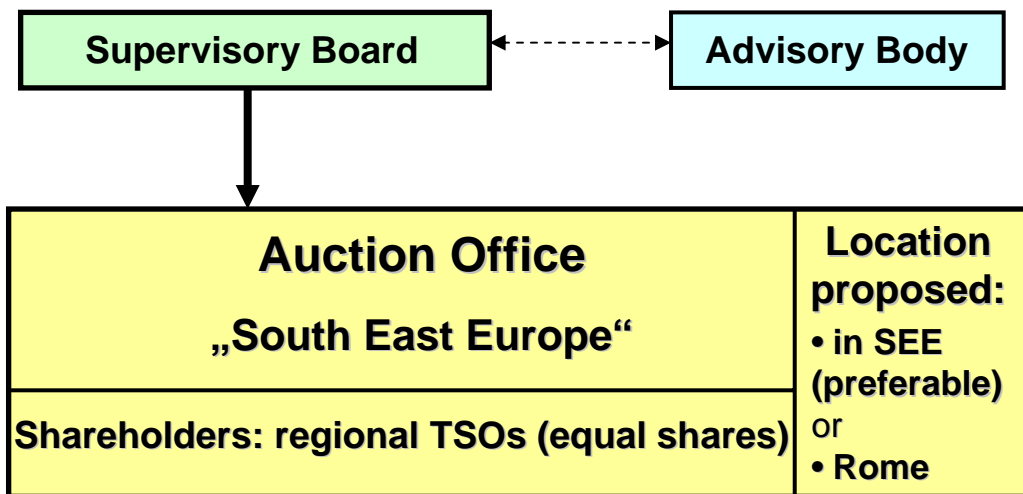 Supervisory Board
Advisory Body
Auction Office
„South East Europe“
Shareholders: regional TSOs (equal shares)
Location
proposed:
• in SEE
(preferable)
or
• Rome